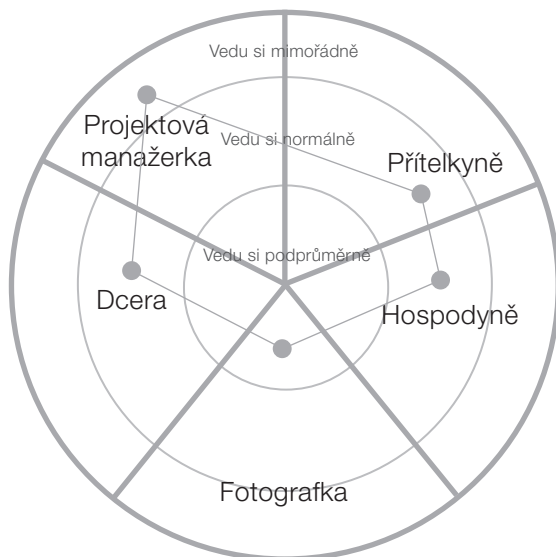 Vedu si mimořádně
Projektová
manažerka
Vedu si normálně
Přítelkyně
Vedu si podprůměrně
Dcera
Hospodyně
Fotografka